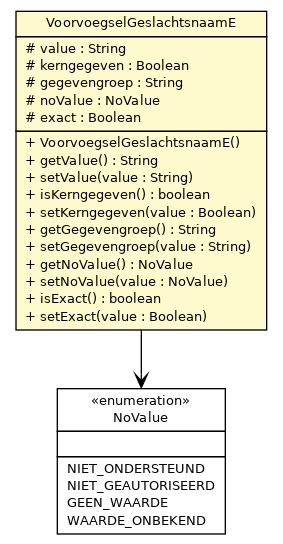 VoorvoegselGeslachtsnaamE
# value : String
# kerngegeven : Boolean
# gegevengroep : String
# noValue : NoValue
# exact : Boolean
+ VoorvoegselGeslachtsnaamE()
+ getValue() : String
+ setValue(value : String)
+ isKerngegeven() : boolean
+ setKerngegeven(value : Boolean)
+ getGegevengroep() : String
+ setGegevengroep(value : String)
+ getNoValue() : NoValue
+ setNoValue(value : NoValue)
+ isExact() : boolean
+ setExact(value : Boolean)
«enumeration»
NoValue
NIET_ONDERSTEUND
NIET_GEAUTORISEERD
GEEN_WAARDE
WAARDE_ONBEKEND